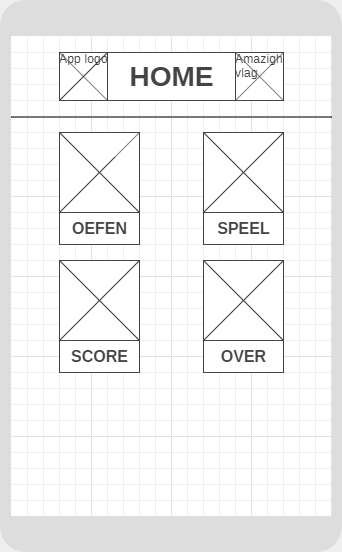 App logo
HOME
Amazigh
vlag
OEFEN
SPEEL
SCORE
OVER